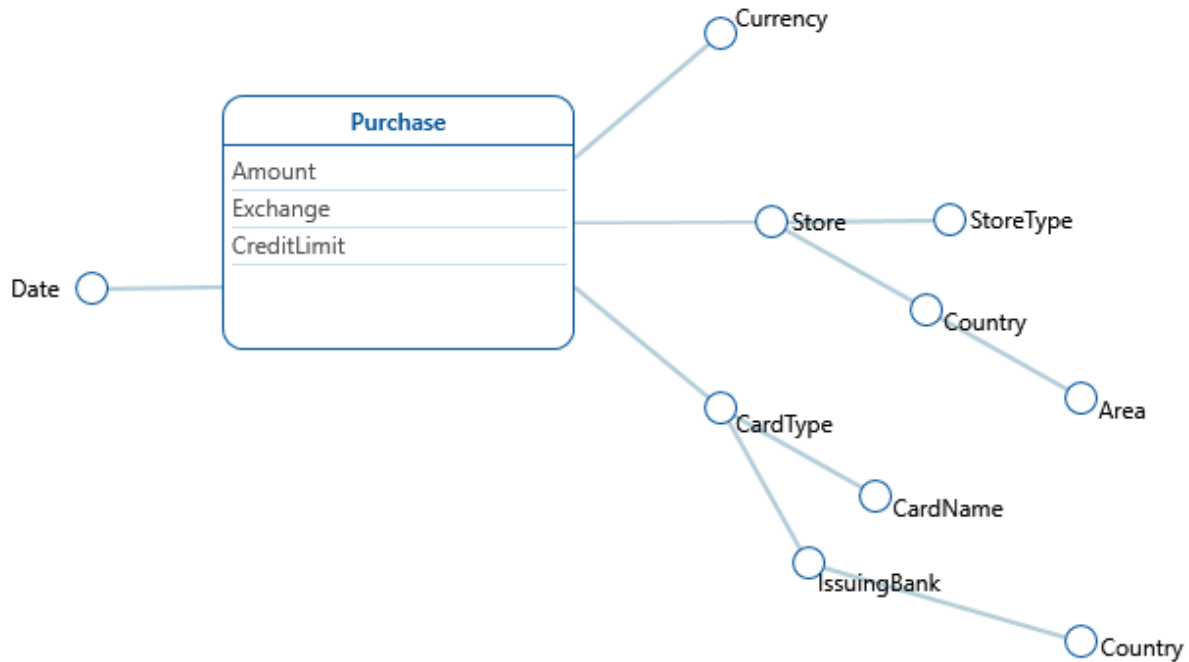 Currency
Purchase
Amount
Exchange
CreditLimit
Store
StoreType
Date
Country
Area
CardType
CardName
IssuingBank
Country